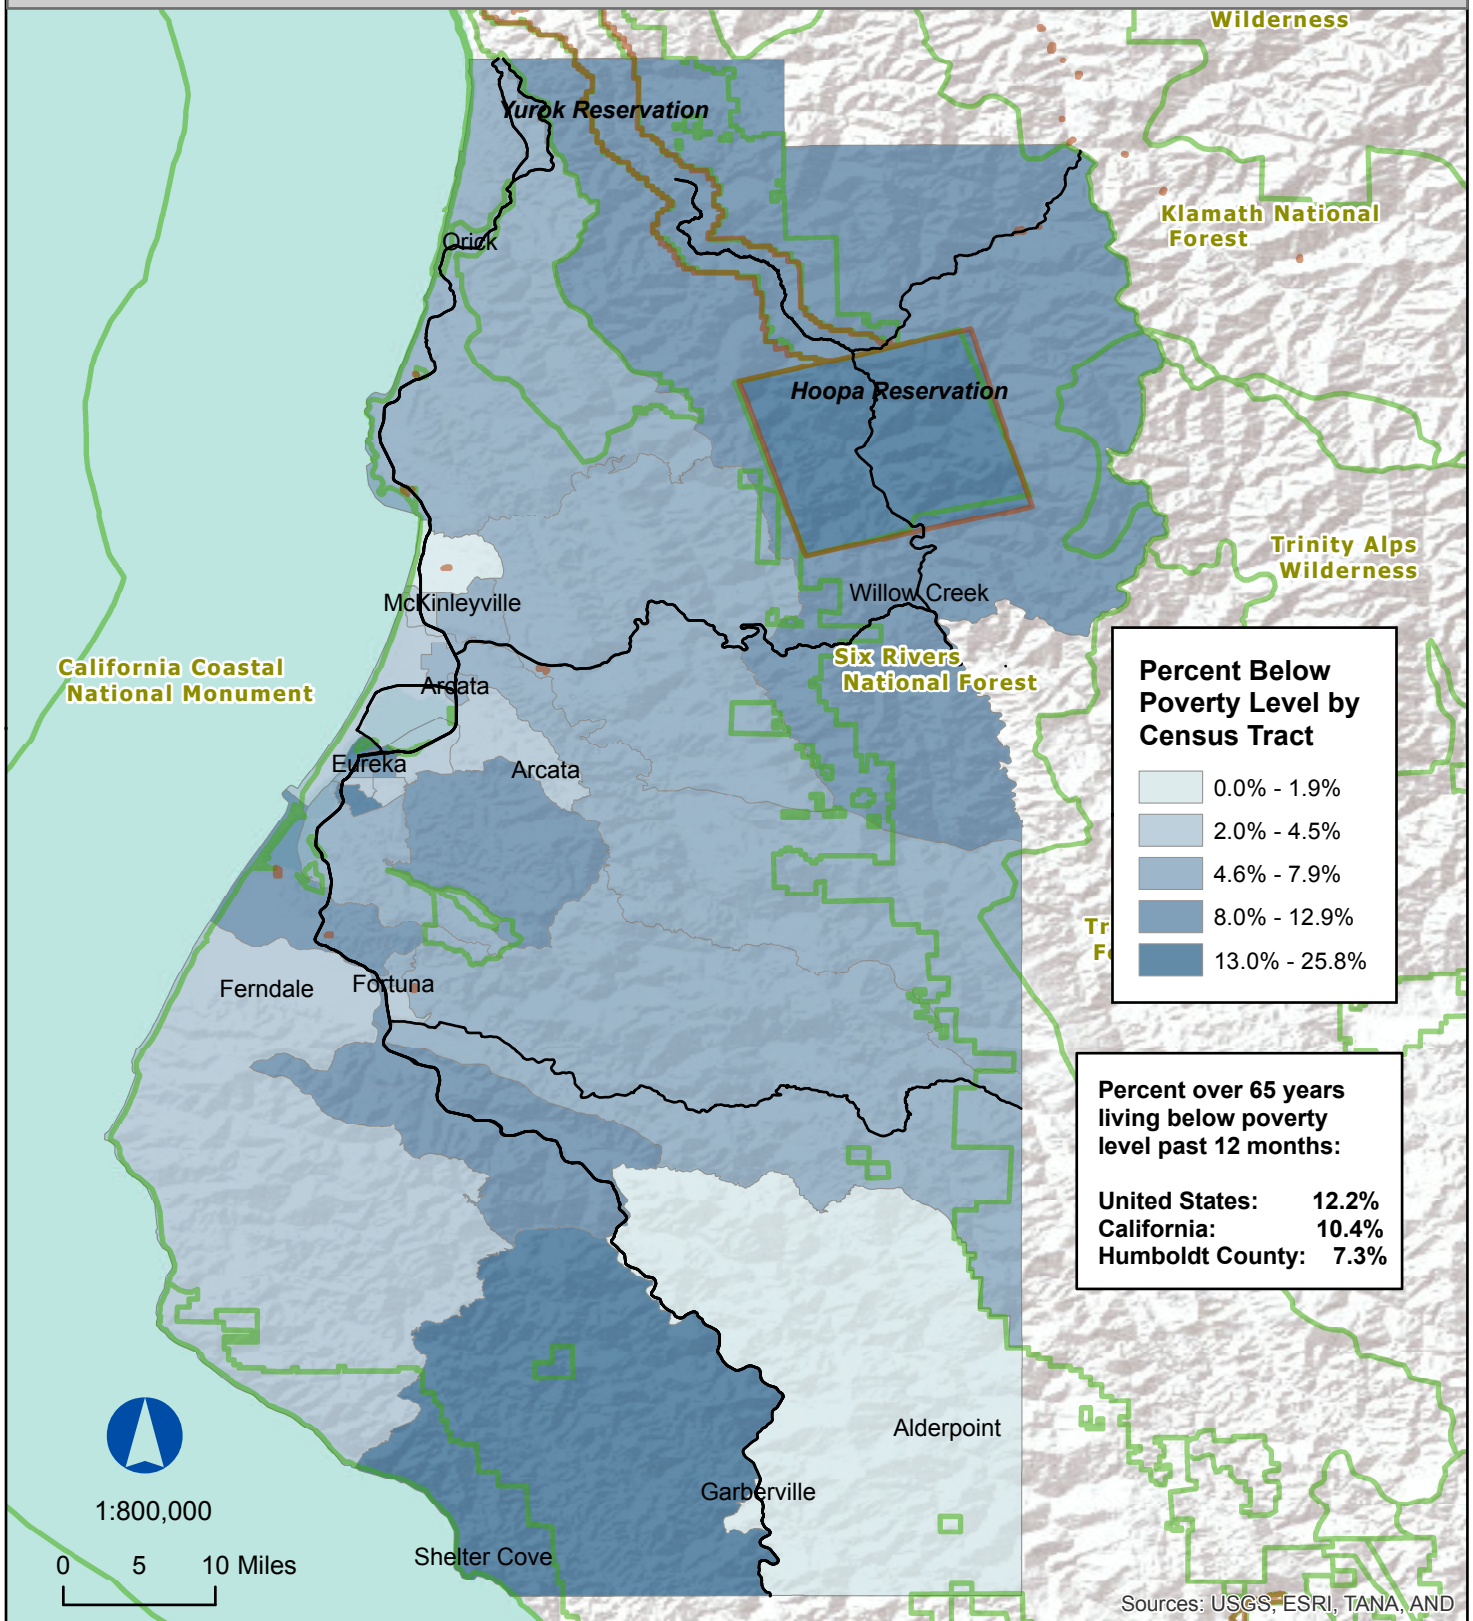 Wilderness
Yurok Reservation
Klamath National
Forest
Orick
Hoopa Reservation
Trinity Alps
Wilderness
Willow Creek
McKinleyville
Six Rivers
National Forest
California Coastal
National Monument
Arcata
Eureka
Arcata
Percent Below
Poverty Level by
Census Tract
0.0% - 1.9%
2.0% - 4.5%
4.6% - 7.9%
8.0% - 12.9%
13.0% - 25.8%
Ferndale
Fortuna
Percent over 65 years
living below poverty
level past 12 months:
United States: 12.2%
California: 10.4%
Humboldt County: 7.3%
Alderpoint
Garberville
Shelter Cove
1:800,000
0 5 10 Miles
Sources: USGS, ESRI, TANA, AND